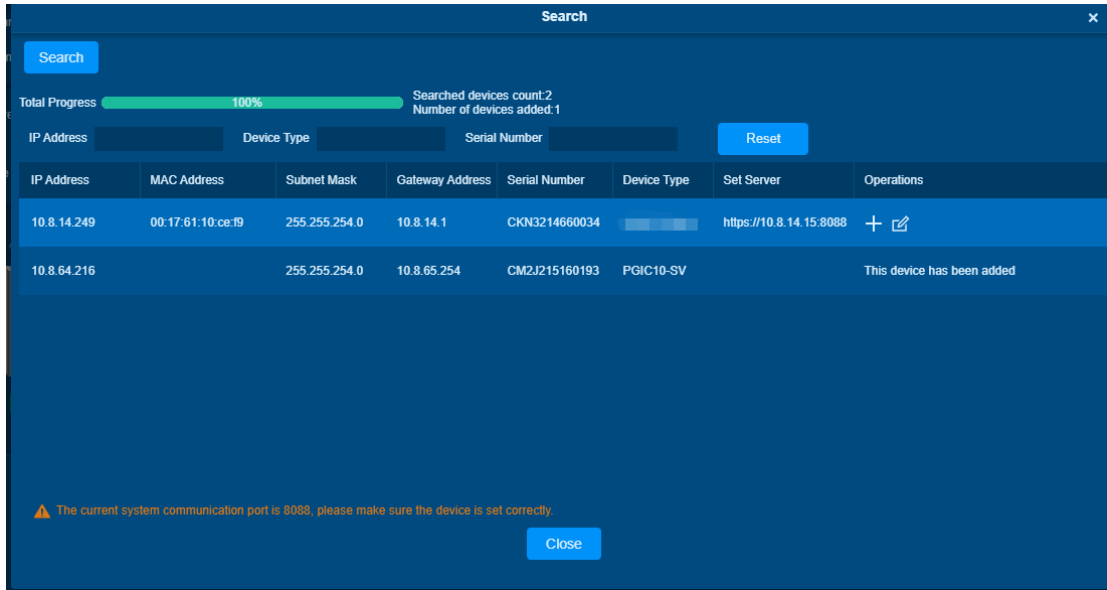 Search
Search
Total Progress 100% Searched devices count:2
Number of devices added:1
IP Address Device Type Serial Number Reset
IP Address MAC Address Subnet Mask Gateway Address Serial Number Device Type Set Server Operations
10.8.14.249 00:17:61:10:ce:f9 255.255.254.0 10.8.14.1 CKN3214660034 https://10.8.14.15:8088
10.8.64.216 255.255.254.0 10.8.65.254 CM2J215160193 PGIC10-SV This device has been added
The current system communication port is 8088, please make sure the device is set correctly.
Close